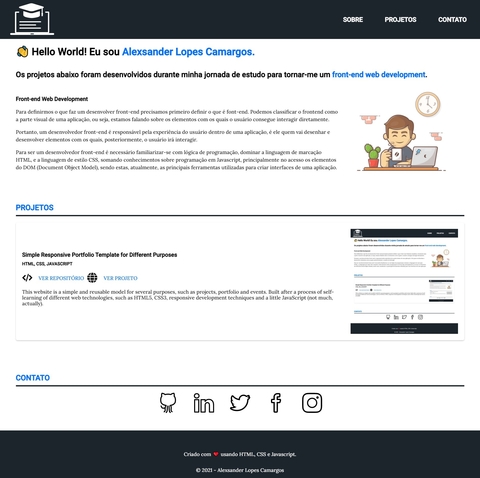 SOBRE PROJETOS CONTATO
👋 Hello World! Eu sou Alexsander Lopes Camargos.
Os projetos abaixo foram desenvolvidos durante minha jornada de estudo para tornar-me um front-end web development.
Front-end Web Development
Para definirmos o que faz um desenvolver front-end precisamos primeiro definir o que é font-end. Podemos classificar o frontend como
a parte visual de uma aplicação, ou seja, estamos falando sobre os elementos com os quais o usuário consegue interagir diretamente.
Portanto, um desenvolvedor front-end é responsável pela experiência do usuário dentro de uma aplicação, é ele quem vai desenhar e
desenvolver elementos com os quais, posteriormente, o usuário irá interagir.
Para ser um desenvolvedor front-end é necessário familiarizar-se com lógica de programação, dominar a linguagem de marcação
HTML, e a linguagem de estilo CSS, somando conhecimentos sobre programação em Javascript, principalmente no acesso os elementos
do DOM (Document Object Model), sendo estas, atualmente, as principais ferramentas utilizadas para criar interfaces de uma aplicação.
PROJETOS
Simple Responsive Portfolio Template for Different Purposes
HTML, CSS, JAVASCRIPT
VER REPOSITÓRIO VER PROJETO
This website is a simple and reusable model for several purposes, such as projects, portfolio and events. Built after a process of self-
learning of different web technologies, such as HTML5, CSS3, responsive development techniques and a little JavaScript (not much,
actually).
CONTATO
Criado com ❤ usando HTML, CSS e Javascript.
© 2021 - Alexsander Lopes Camargos